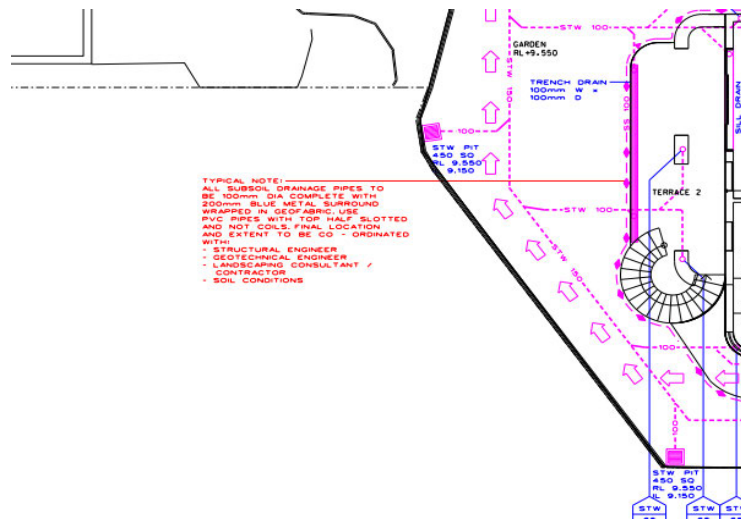 STW 100
GARDEN
RL+9.550
STW 150
TRENCH DRAIN
100mm W x
100mm D
SS 100
SILL DRAIN
100
STW PIT
450 SQ
RL 9.550
9.150
TYPICAL NOTE:
ALL SUBSOIL DRAINAGE PIPES TO
BE 100mm DIA COMPLETE WITH
200mm BLUE METAL SURROUND
WRAPPED IN GEOFABRIC. USE
PVC PIPES WITH TOP HALF SLOTTED
AND NOT COILS. FINAL LOCATION
AND EXTENT TO BE CO - ORDINATED
WITH:
- STRUCTURAL ENGINEER
- GEOTECHNICAL ENGINEER
- LANDSCAPING CONSULTANT /
CONTRACTOR
- SOIL CONDITIONS
TERRACE 2
STW 100
STW 150
100
100
STW PIT
450 SQ
RL 9.550
IL 9.150
STW
STW